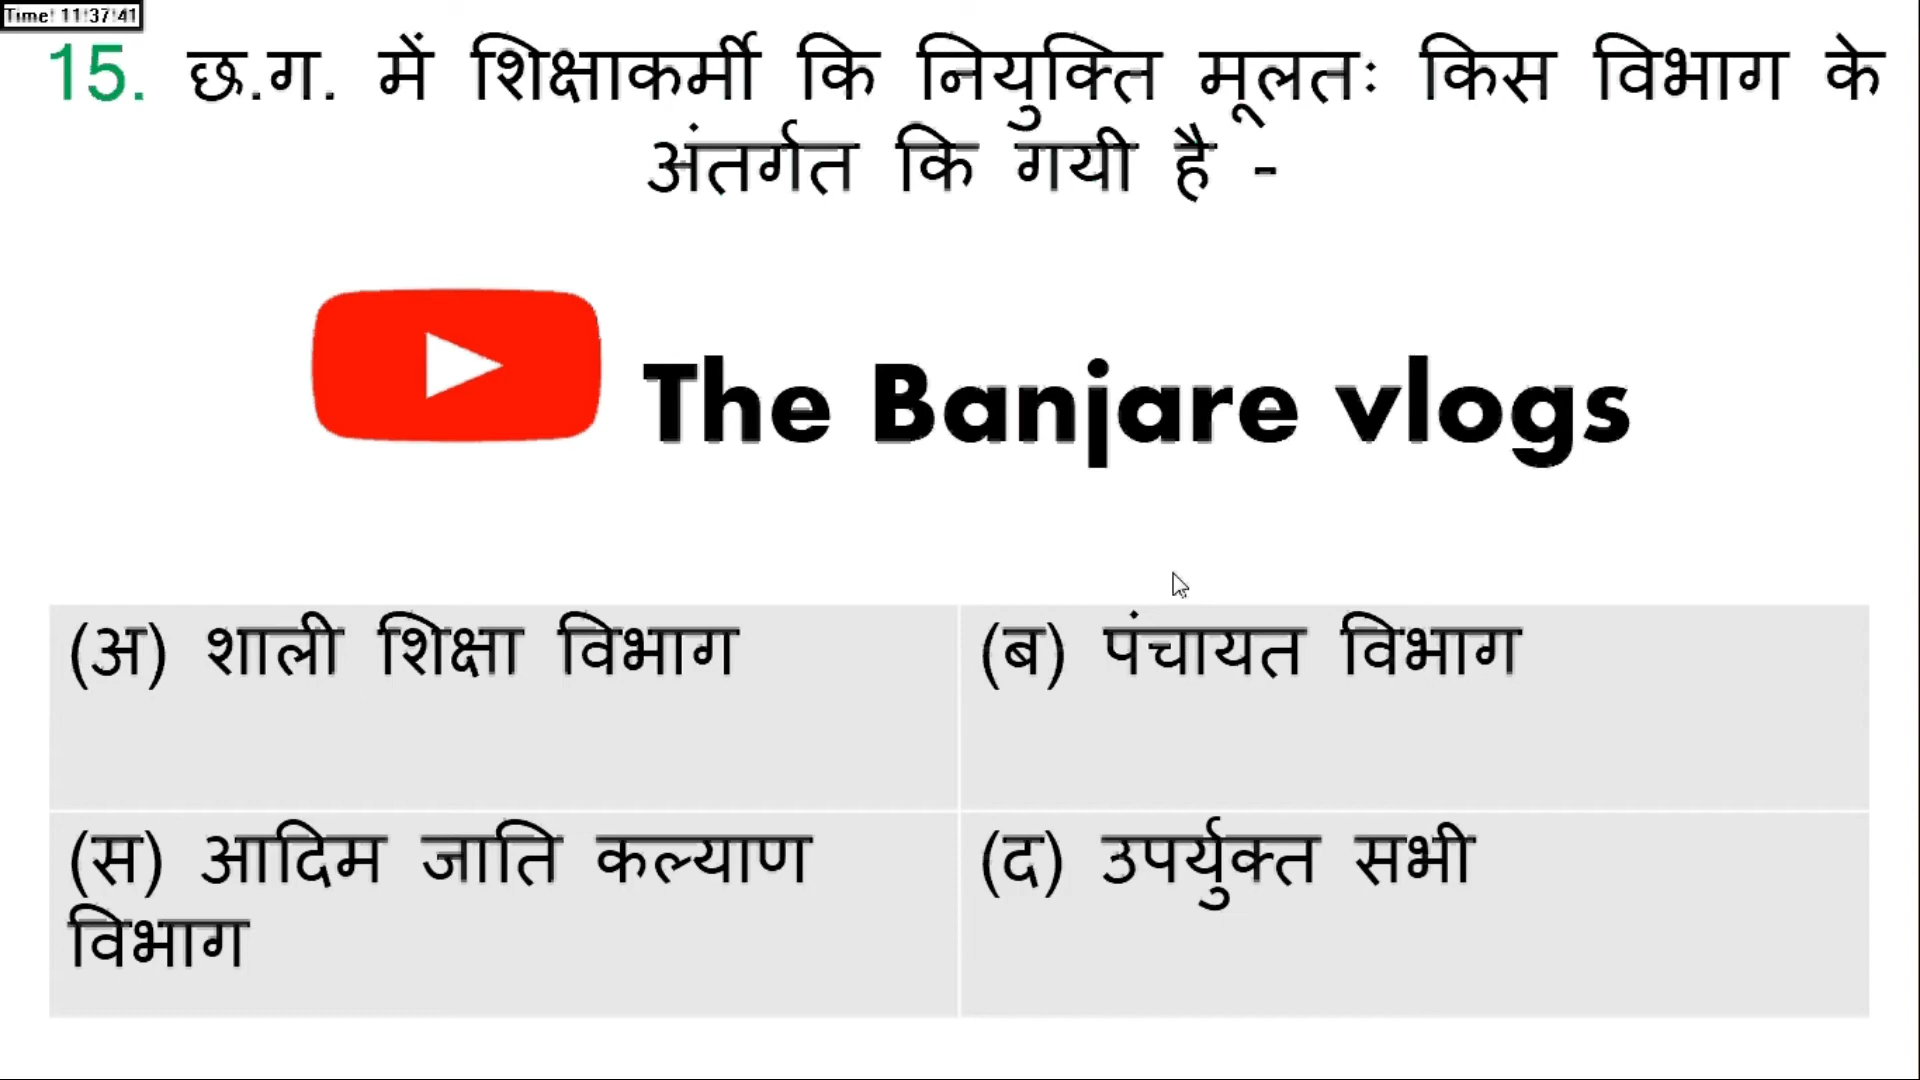 Time: 11:37:41
15. छ.ग. में शिक्षाकर्मी कि नियुक्ति मूलतः किस विभाग के
अंतर्गत कि गयी है -
The Banjare vlogs
(अ) शाली शिक्षा विभाग
(ब) पंचायत विभाग
(स) आदिम जाति कल्याण
विभाग
(द) उपर्युक्त सभी